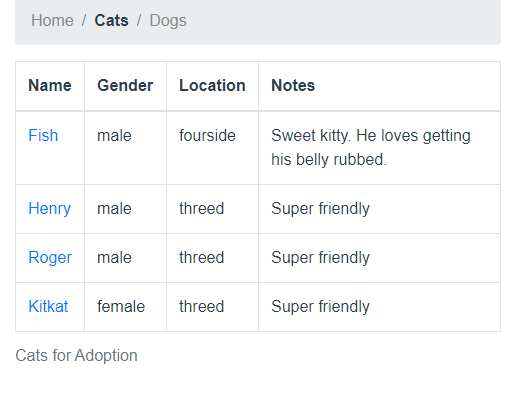 Home / Cats / Dogs
Name Gender Location Notes
Fish male fourside Sweet kitty. He loves getting
his belly rubbed.
Henry male threed Super friendly
Roger male threed Super friendly
Kitkat female threed Super friendly
Cats for Adoption